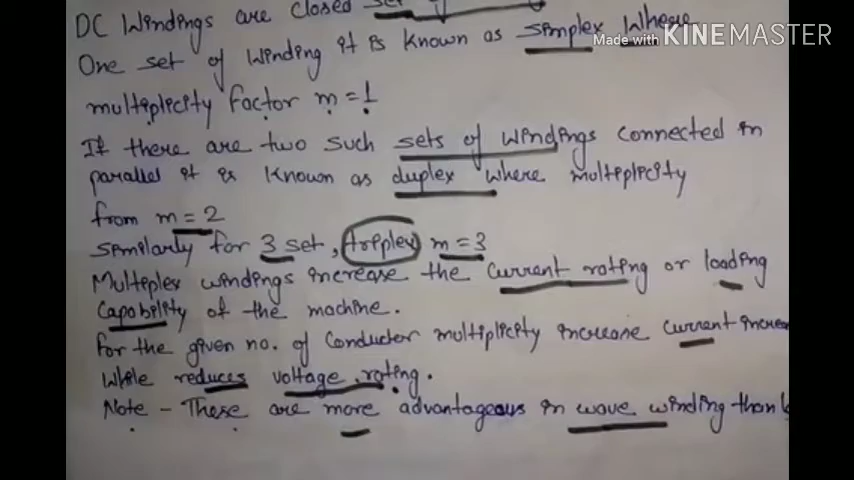 DC Windings are closed set
One set of winding it is known as simplex where
multiplicity factor m = 1
If there are two such sets of windings connected in
parallel it is known as duplex where multiplicity
from m = 2
similarly for 3 set, triplex m = 3
Multiplex windings increase the current rating or loading
capability of the machine.
for the given no. of conductor multiplicity increase current increa
while reduces voltage rating.
Note - These are more advantageous in wave winding than
Made with KINEMASTER